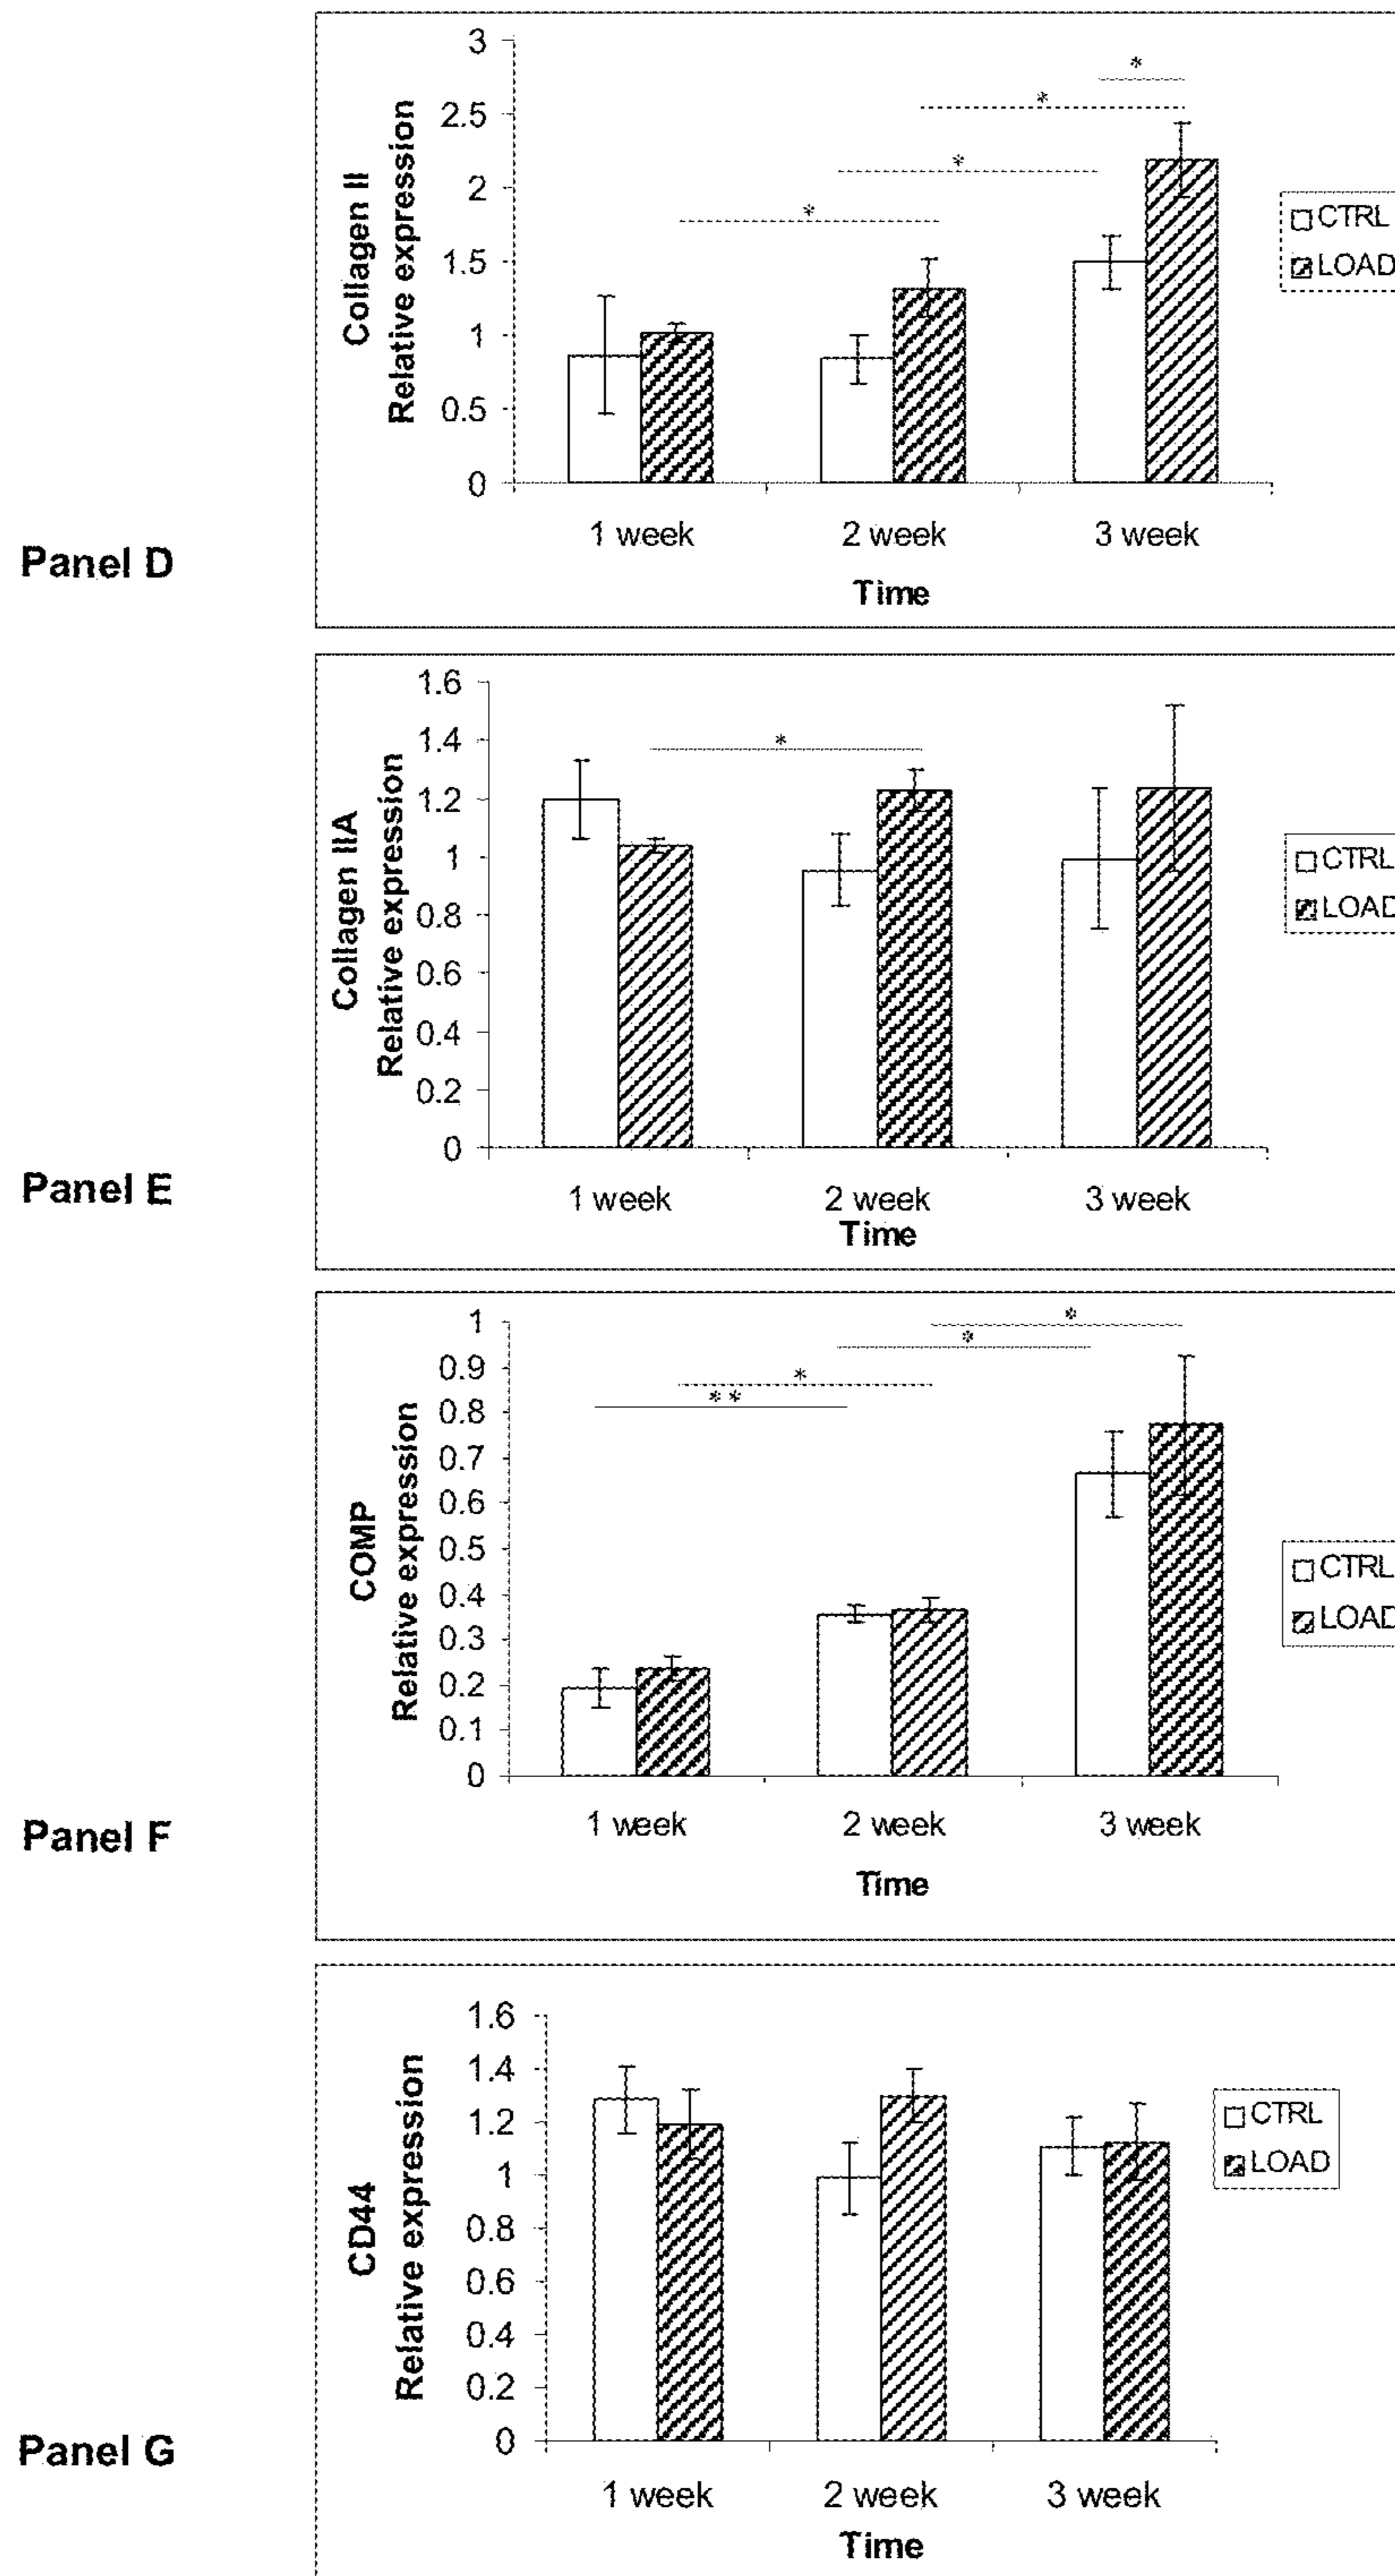 Panel D
Collagen II
Relative expression
3
2.5
2
1.5
1
0.5
0
*
*
*
*
1 week 2 week 3 week
Time
CTRL
LOAD
Panel E
Collagen IIA
Relative expression
1.6
1.4
1.2
1
0.8
0.6
0.4
0.2
0
*
1 week 2 week 3 week
Time
CTRL
LOAD
Panel F
COMP
Relative expression
1
0.9
0.8
0.7
0.6
0.5
0.4
0.3
0.2
0.1
0
*
*
*
**
1 week 2 week 3 week
Time
CTRL
LOAD
Panel G
CD44
Relative expression
1.6
1.4
1.2
1
0.8
0.6
0.4
0.2
0
1 week 2 week 3 week
Time
CTRL
LOAD